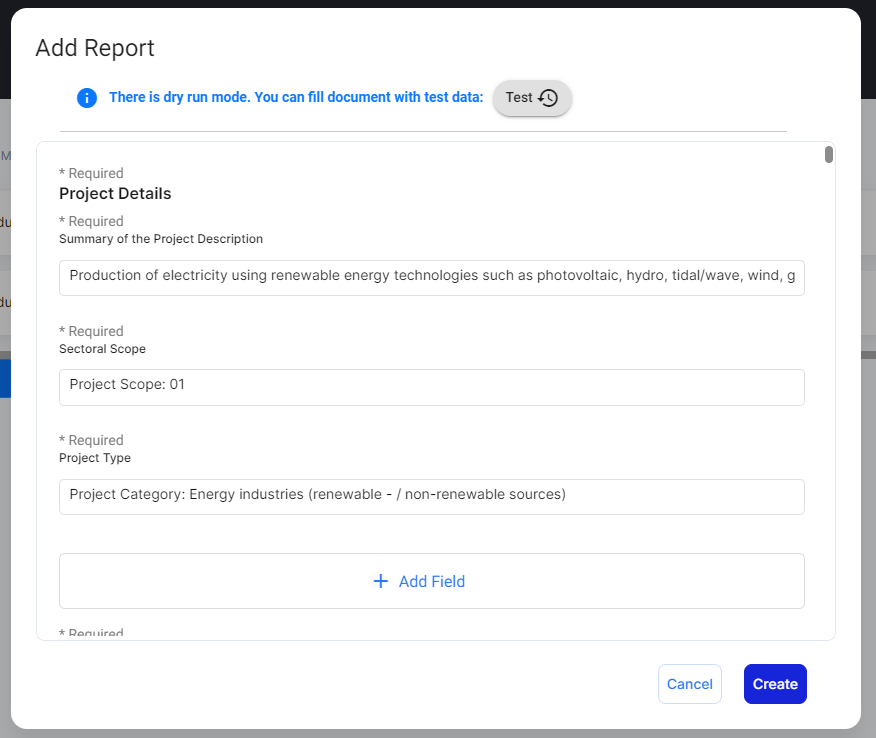 Add Report
There is dry run mode. You can fill document with test data:
Test
M
* Required
Project Details
du
* Required
Summary of the Project Description
Production of electricity using renewable energy technologies such as photovoltaic, hydro, tidal/wave, wind, g
du
* Required
Sectoral Scope
Project Scope: 01
* Required
Project Type
Project Category: Energy industries (renewable - / non-renewable sources)
+ Add Field
* Required
Cancel
Create